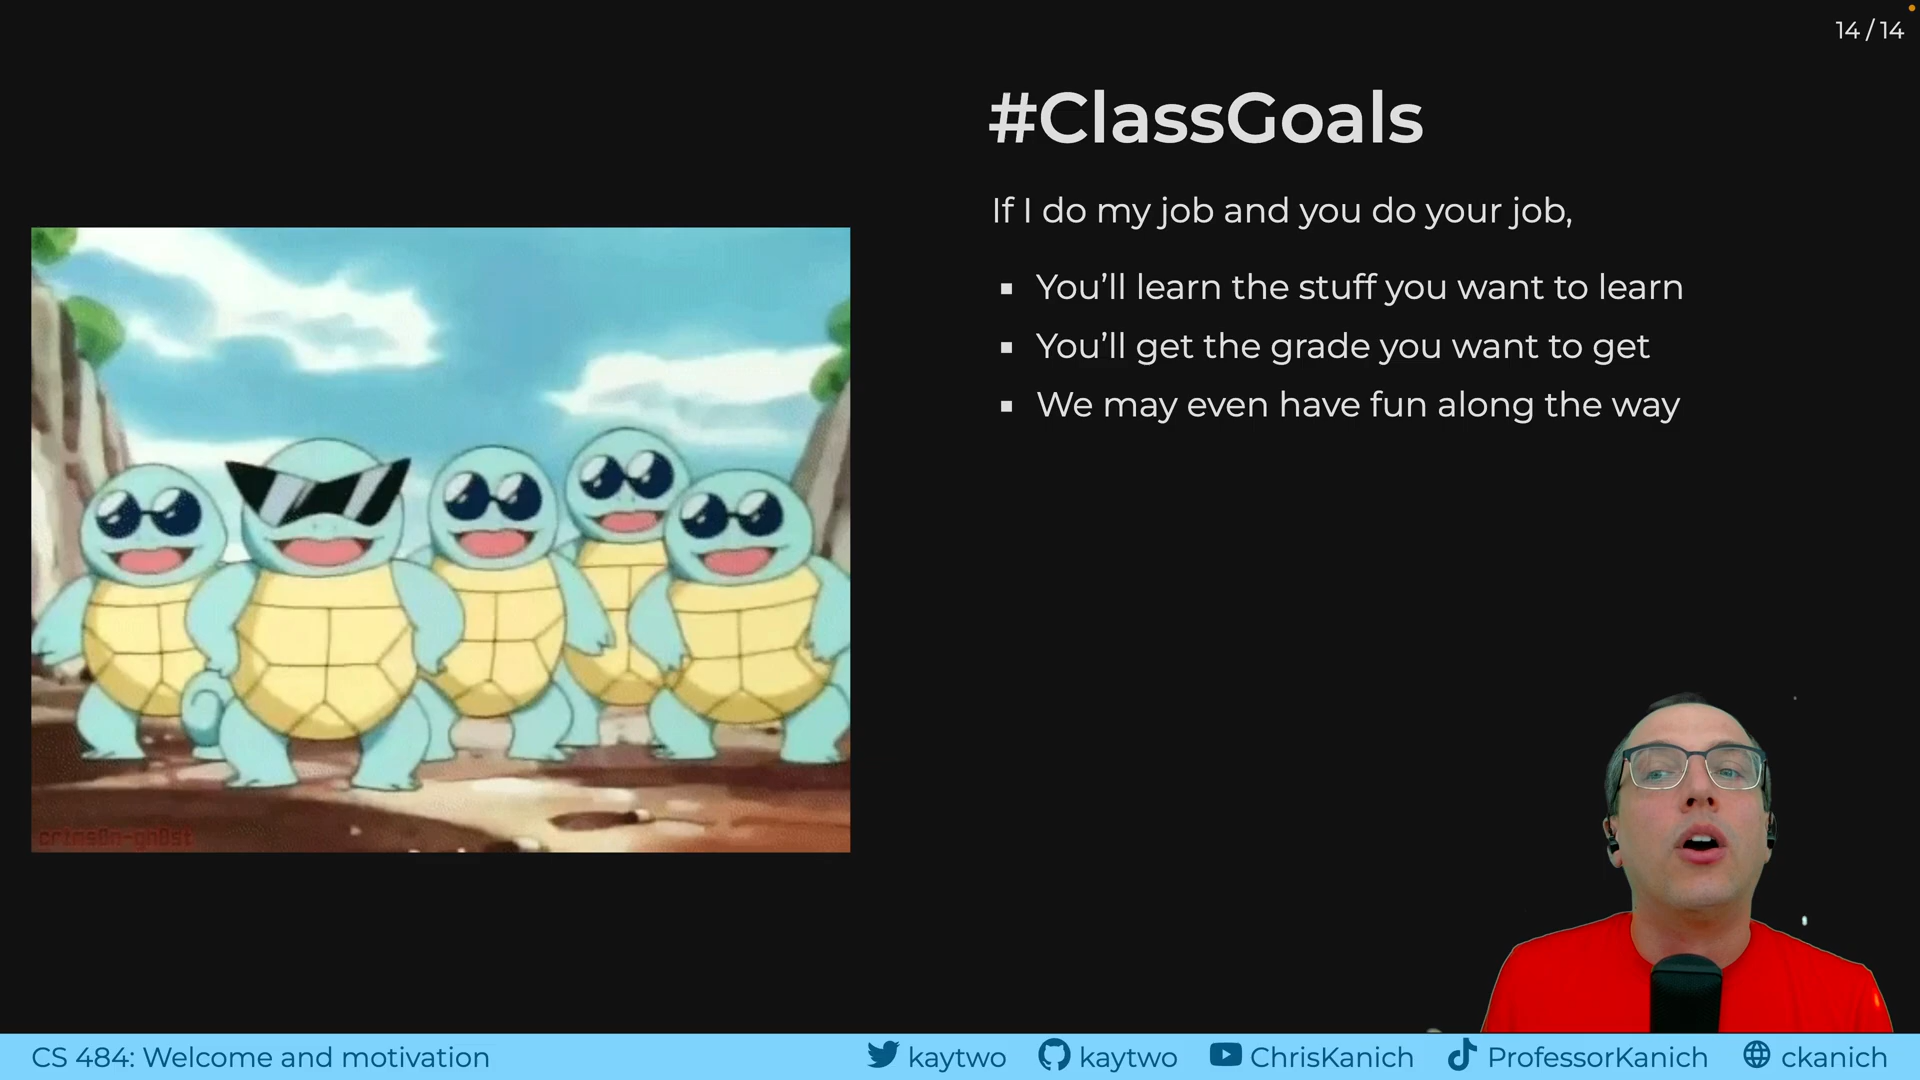 14 / 14
#ClassGoals
If I do my job and you do your job,
You’ll learn the stuff you want to learn
You’ll get the grade you want to get
We may even have fun along the way
crims0n-gh0st
CS 484: Welcome and motivation
kaytwo
kaytwo
ChrisKanich
ProfessorKanich
ckanich